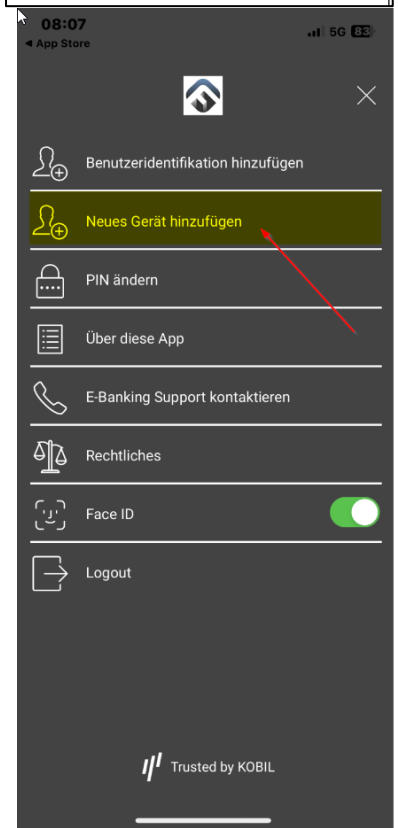 08:07
5G 83
◄ App Store
Benutzeridentifikation hinzufügen
Neues Gerät hinzufügen
PIN ändern
Über diese App
E-Banking Support kontaktieren
Rechtliches
Face ID
Logout
Trusted by KOBIL